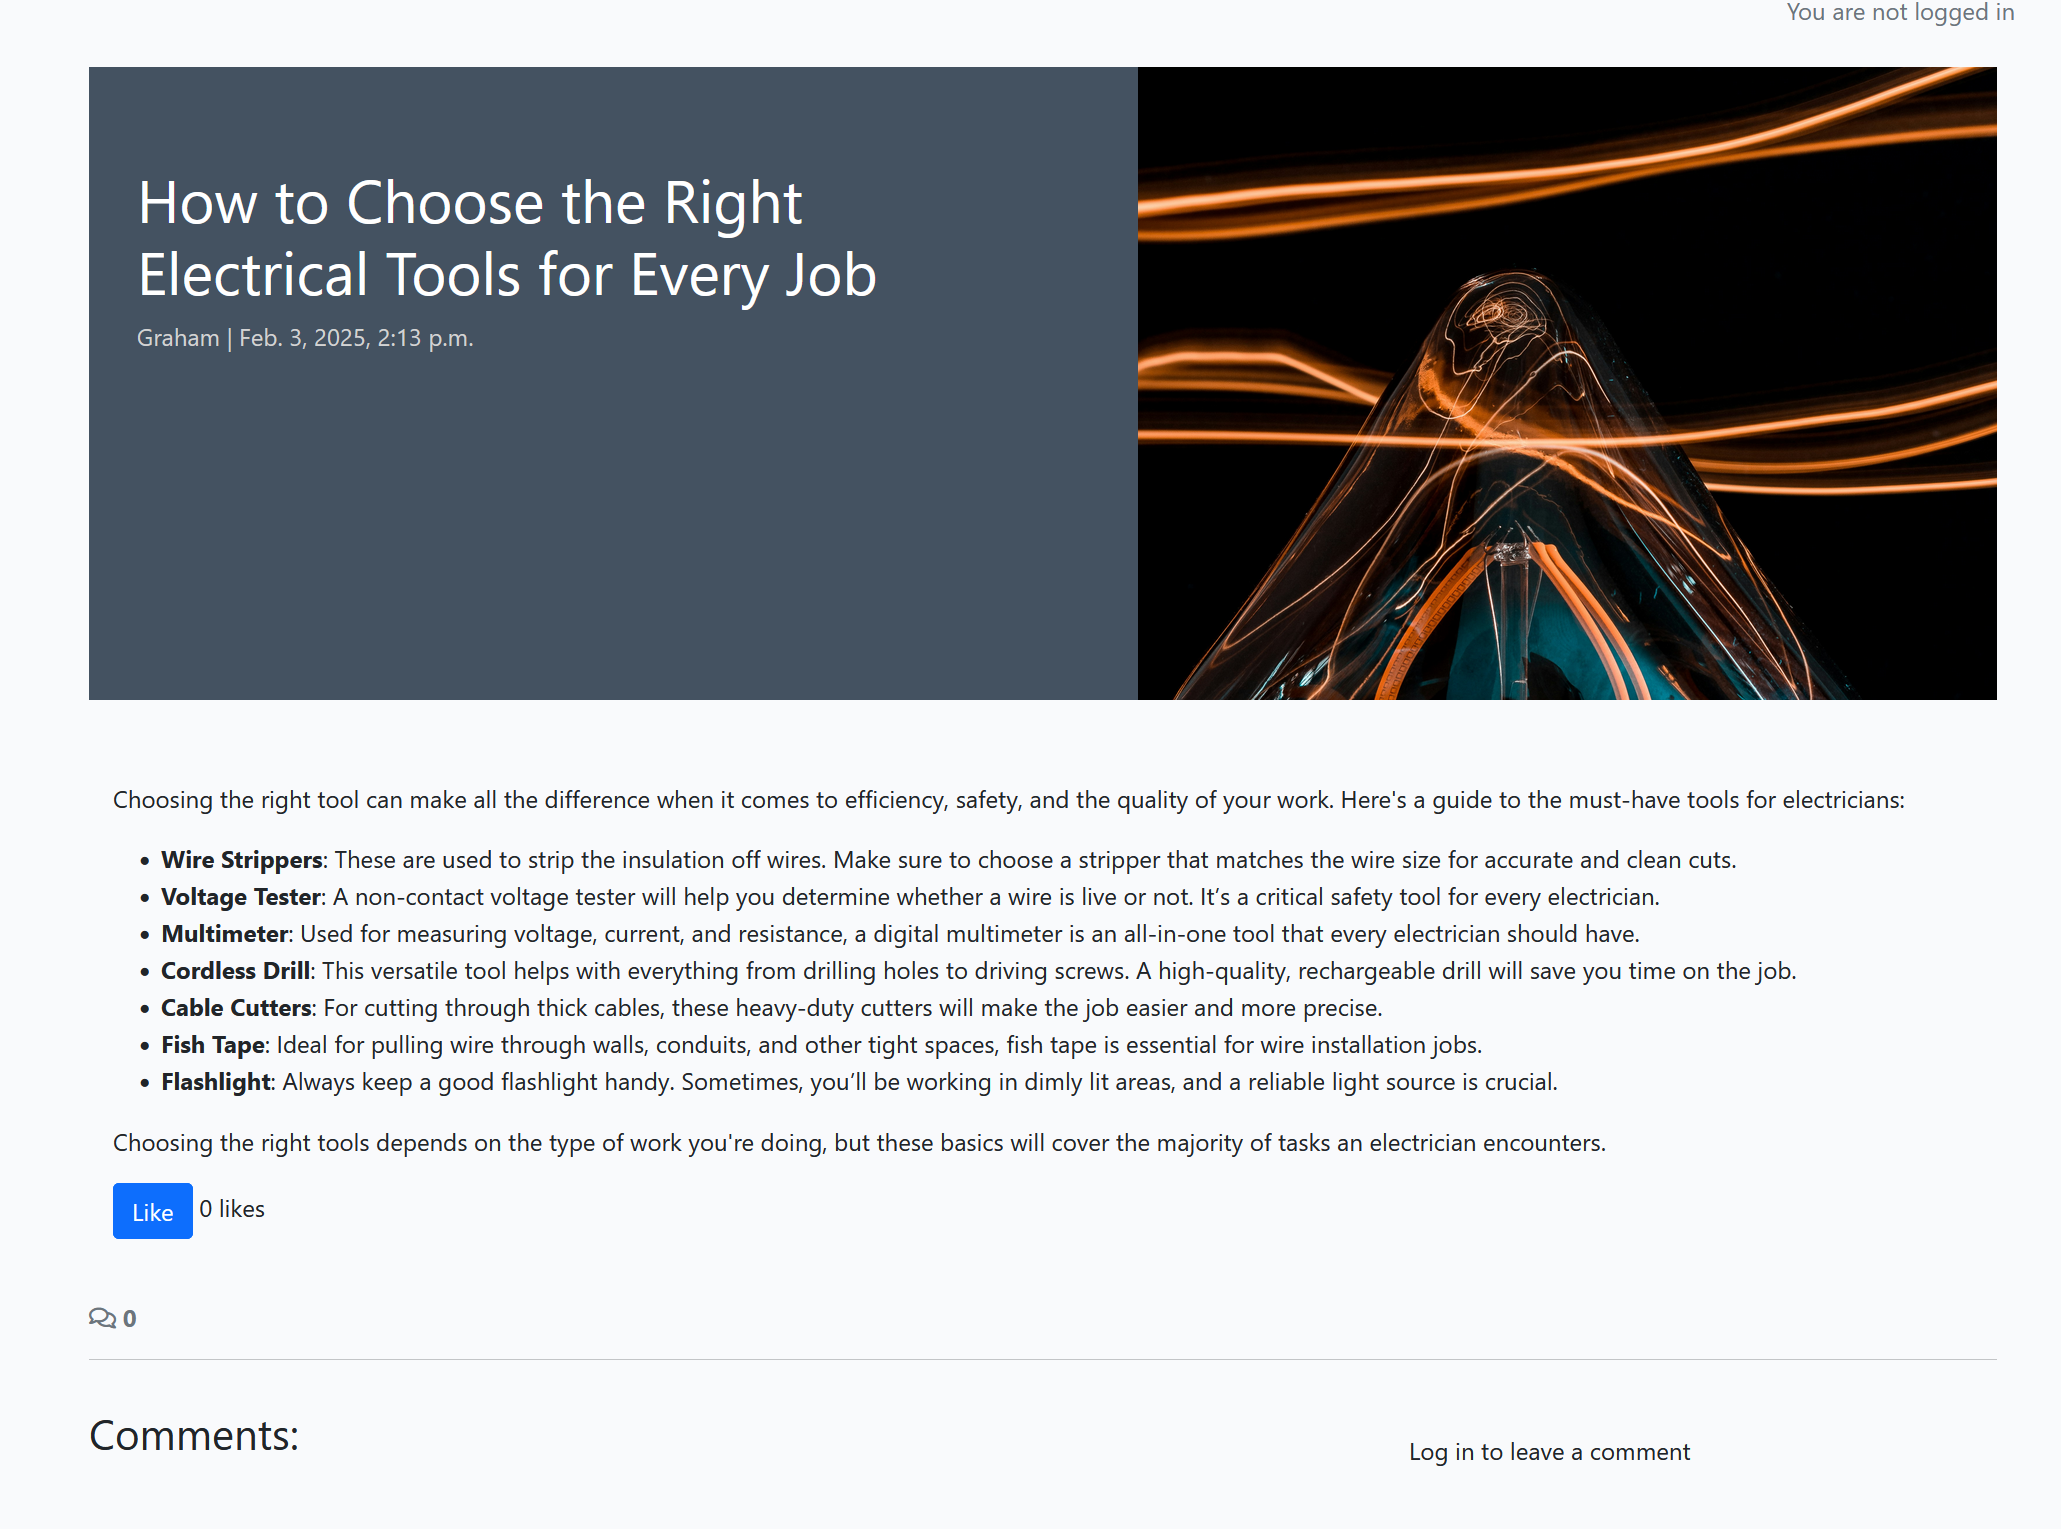 You are not logged in
How to Choose the Right
Electrical Tools for Every Job
Graham | Feb. 3, 2025, 2:13 p.m.
Choosing the right tool can make all the difference when it comes to efficiency, safety, and the quality of your work. Here's a guide to the must-have tools for electricians:
• Wire Strippers: These are used to strip the insulation off wires. Make sure to choose a stripper that matches the wire size for accurate and clean cuts.
• Voltage Tester: A non-contact voltage tester will help you determine whether a wire is live or not. It’s a critical safety tool for every electrician.
• Multimeter: Used for measuring voltage, current, and resistance, a digital multimeter is an all-in-one tool that every electrician should have.
• Cordless Drill: This versatile tool helps with everything from drilling holes to driving screws. A high-quality, rechargeable drill will save you time on the job.
• Cable Cutters: For cutting through thick cables, these heavy-duty cutters will make the job easier and more precise.
• Fish Tape: Ideal for pulling wire through walls, conduits, and other tight spaces, fish tape is essential for wire installation jobs.
• Flashlight: Always keep a good flashlight handy. Sometimes, you’ll be working in dimly lit areas, and a reliable light source is crucial.
Choosing the right tools depends on the type of work you're doing, but these basics will cover the majority of tasks an electrician encounters.
Like 0 likes
0
Comments:
Log in to leave a comment